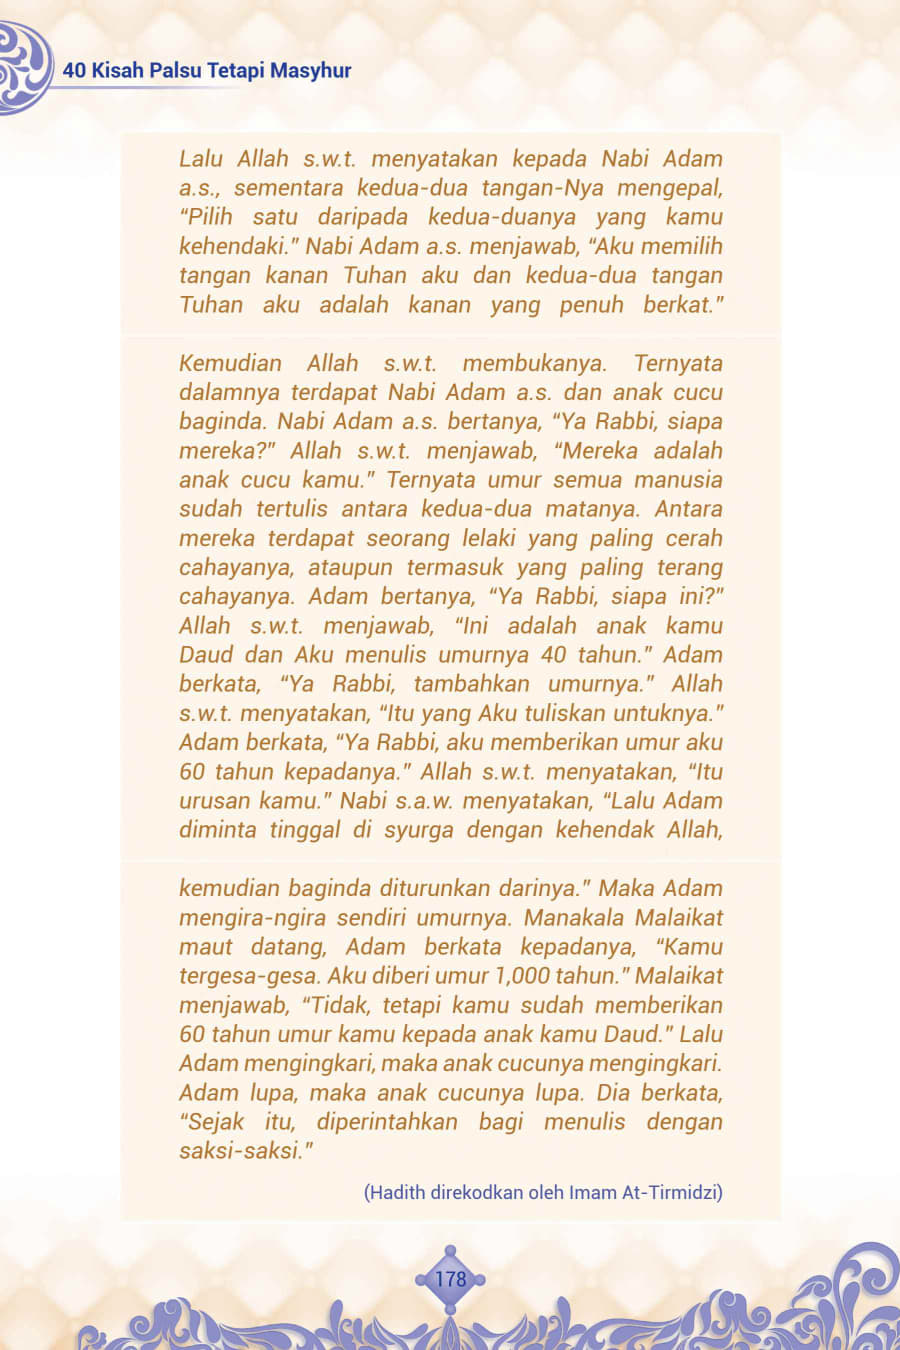 40 Kisah Palsu Tetapi Masyhur
Lalu Allah s.w.t. menyatakan kepada Nabi Adam
a.s., sementara kedua-dua tangan-Nya mengepal,
“Pilih satu daripada kedua-duanya yang kamu
kehendaki.” Nabi Adam a.s. menjawab, “Aku memilih
tangan kanan Tuhan aku dan kedua-dua tangan
Tuhan aku adalah kanan yang penuh berkat.”
Kemudian Allah s.w.t. membukanya. Ternyata
dalamnya terdapat Nabi Adam a.s. dan anak cucu
baginda. Nabi Adam a.s. bertanya, “Ya Rabbi, siapa
mereka?” Allah s.w.t. menjawab, “Mereka adalah
anak cucu kamu.” Ternyata umur semua manusia
sudah tertulis antara kedua-dua matanya. Antara
mereka terdapat seorang lelaki yang paling cerah
cahayanya, ataupun termasuk yang paling terang
cahayanya. Adam bertanya, “Ya Rabbi, siapa ini?”
Allah s.w.t. menjawab, “Ini adalah anak kamu
Daud dan Aku menulis umurnya 40 tahun.” Adam
berkata, “Ya Rabbi, tambahkan umurnya.” Allah
s.w.t. menyatakan, “Itu yang Aku tuliskan untuknya.”
Adam berkata, “Ya Rabbi, aku memberikan umur aku
60 tahun kepadanya.” Allah s.w.t. menyatakan, “Itu
urusan kamu.” Nabi s.a.w. menyatakan, “Lalu Adam
diminta tinggal di syurga dengan kehendak Allah,
kemudian baginda diturunkan darinya.” Maka Adam
mengira-ngira sendiri umurnya. Manakala Malaikat
maut datang, Adam berkata kepadanya, “Kamu
tergesa-gesa. Aku diberi umur 1,000 tahun.” Malaikat
menjawab, “Tidak, tetapi kamu sudah memberikan
60 tahun umur kamu kepada anak kamu Daud.” Lalu
Adam mengingkari, maka anak cucunya mengingkari.
Adam lupa, maka anak cucunya lupa. Dia berkata,
“Sejak itu, diperintahkan bagi menulis dengan
saksi-saksi.”
(Hadith direkodkan oleh Imam At-Tirmidzi)
178